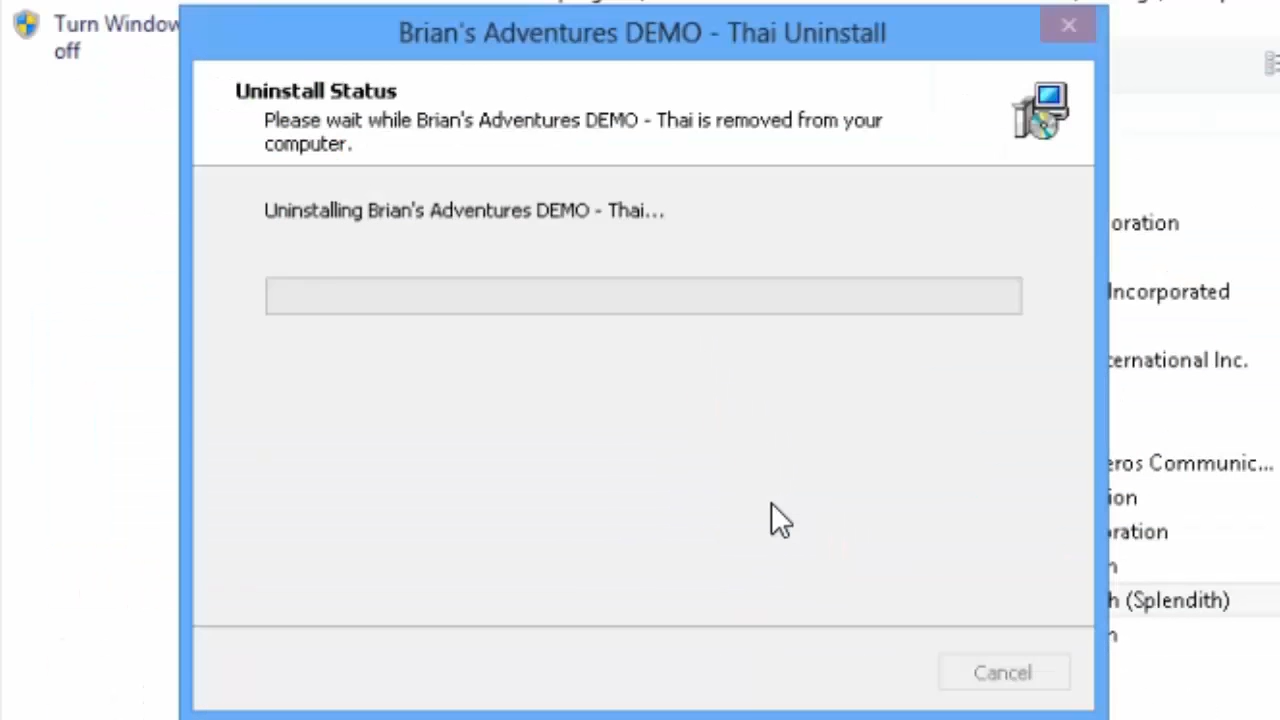 Turn Window
off
Brian's Adventures DEMO - Thai Uninstall
Uninstall Status
Please wait while Brian's Adventures DEMO - Thai is removed from your
computer.
Uninstalling Brian's Adventures DEMO - Thai...
oration
Incorporated
ternational Inc.
eros Communic...
ion
oration
n
h (Splendith)
n
Cancel